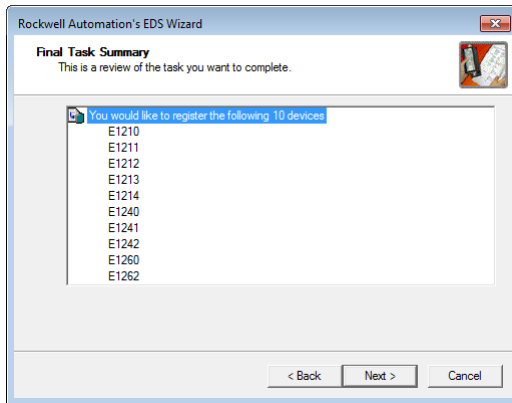 Rockwell Automation's EDS Wizard
Final Task Summary
This is a review of the task you want to complete.
You would like to register the following 10 devices
E1210
E1211
E1212
E1213
E1214
E1240
E1241
E1242
E1260
E1262
< Back
Next >
Cancel